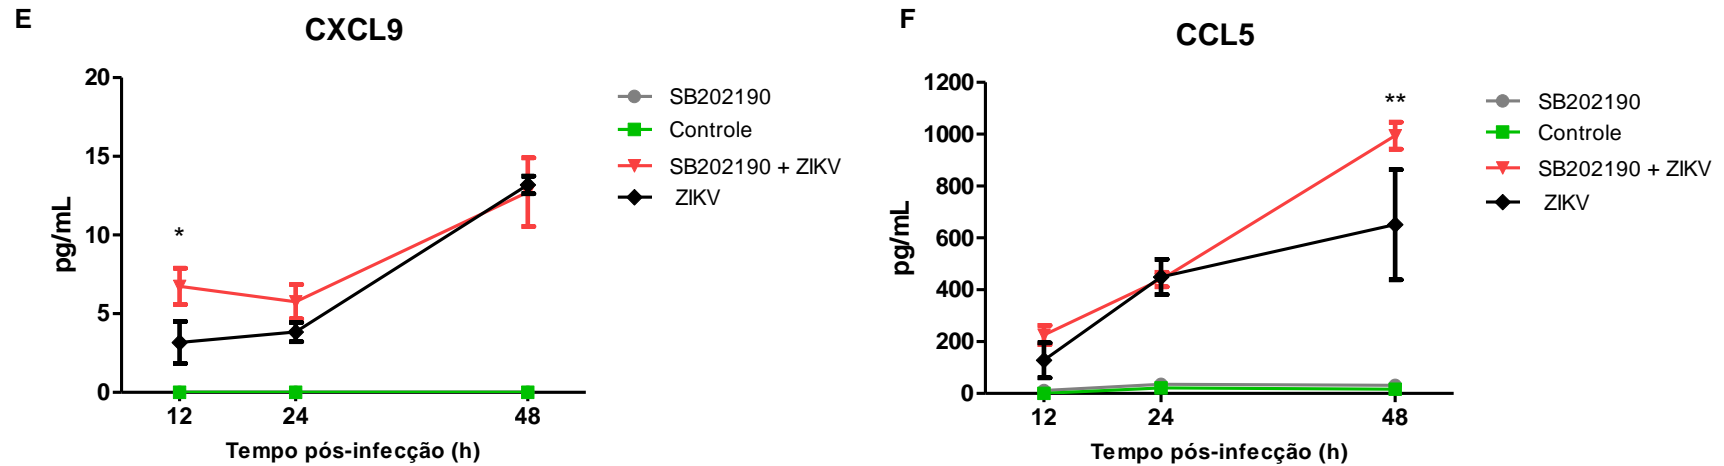 E
CXCL9
20
15
10
5
0
pg/mL
*
12
24
48
Tempo pós-infecção (h)
SB202190
Controle
SB202190 + ZIKV
ZIKV
F
CCL5
1200
1000
800
600
400
200
0
pg/mL
**
12
24
48
Tempo pós-infecção (h)
SB202190
Controle
SB202190 + ZIKV
ZIKV